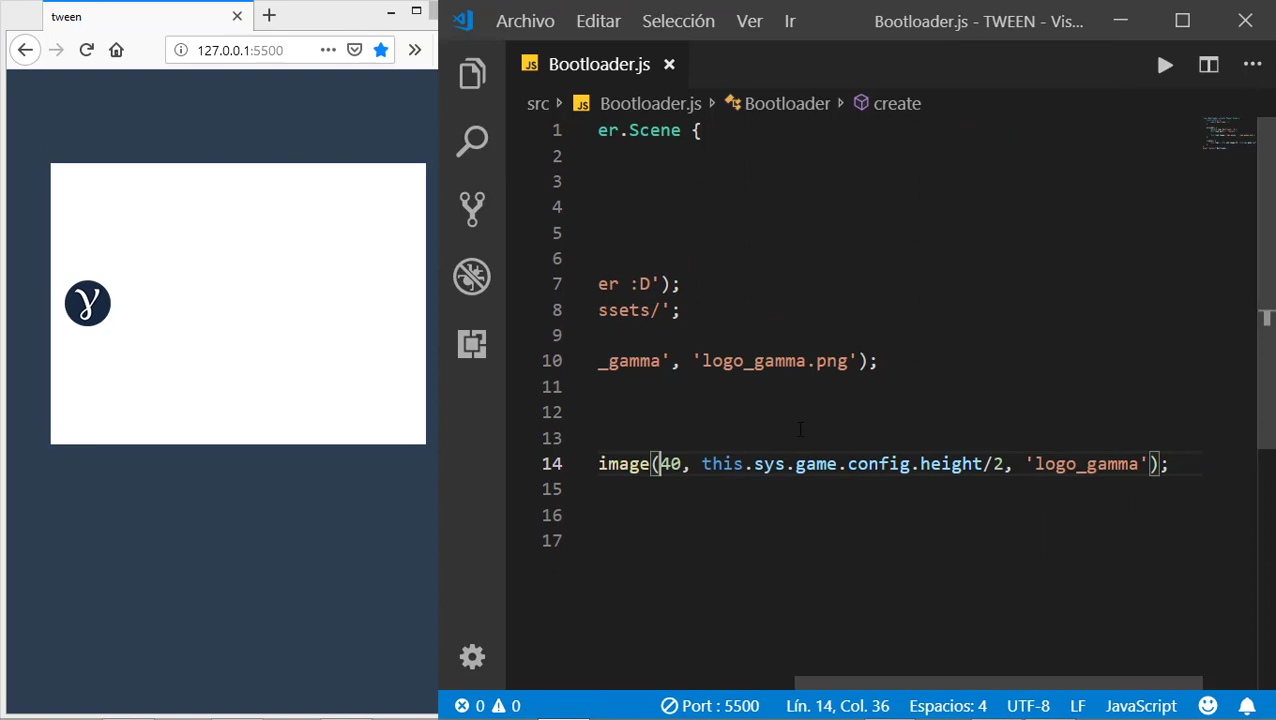 tween
127.0.0.1:5500
γ
Archivo Editar Selección Ver Ir Bootloader.js - TWEEN - Vis...
JS Bootloader.js
src JS Bootloader.js Bootloader create
1 er.Scene {
2
3
4
5
6
7 er :D');
8 ssets/';
9
10 _gamma', 'logo_gamma.png');
11
12
13
14 image(40, this.sys.game.config.height/2, 'logo_gamma');
15
16
17
0 0 Port : 5500 Lín. 14, Col. 36 Espacios: 4 UTF-8 LF JavaScript